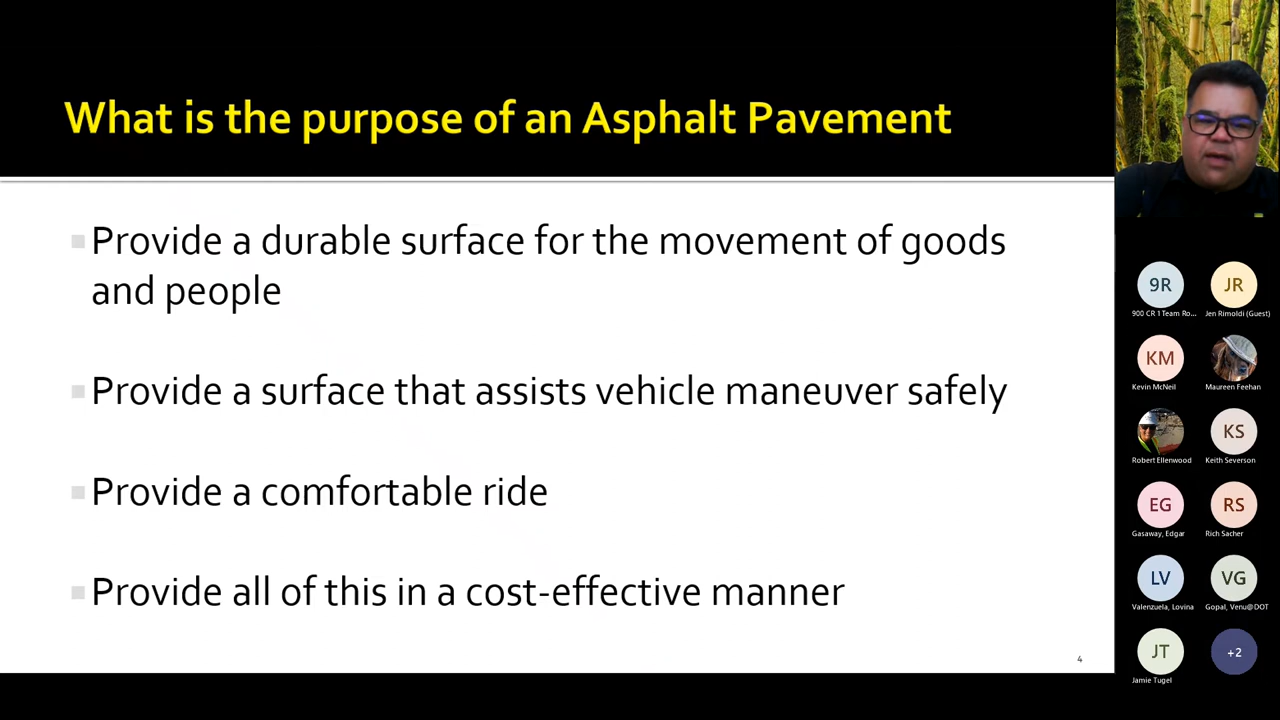 What is the purpose of an Asphalt Pavement
Provide a durable surface for the movement of goods
and people
Provide a surface that assists vehicle maneuver safely
Provide a comfortable ride
Provide all of this in a cost-effective manner
4
9R
JR
900 CR 1 Team Ro...
Jen Rimoldi (Guest)
KM
Kevin McNeil
Maureen Feehan
KS
Robert Ellenwood
Keith Severson
EG
RS
Gasaway, Edgar
Rich Sacher
LV
VG
Valenzuela, Lovina
Gopal, Venu@DOT
JT
+2
Jamie Tugel